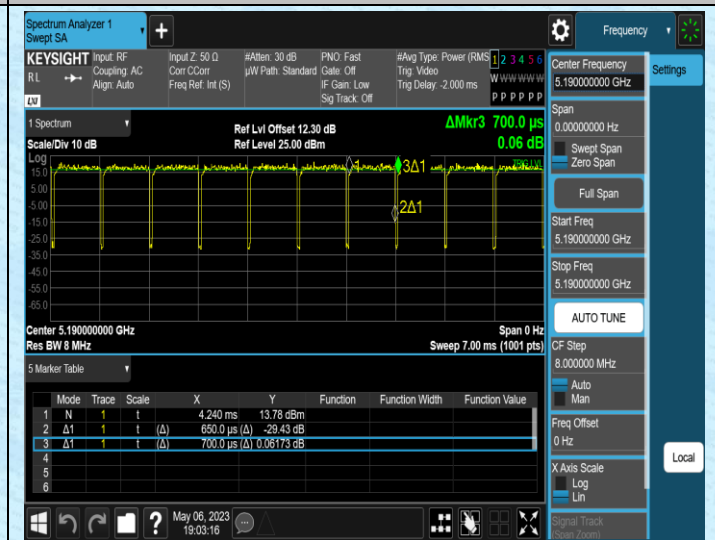 Spectrum Analyzer 1
Swept SA
Frequency
KEYSIGHT
RL
LXI
Input: RF
Coupling: AC
Align: Auto
Input Z: 50 Ω
Corr CCorr
Freq Ref: Int (S)
#Atten: 30 dB
µW Path: Standard
PNO: Fast
Gate: Off
IF Gain: Low
Sig Track: Off
#Avg Type: Power (RMS
Trig: Video
Trig Delay: -2.000 ms
1 2 3 4 5 6
W W W W W W
P P P P P P
1 Spectrum
Scale/Div 10 dB
Ref Lvl Offset 12.30 dB
Ref Level 25.00 dBm
ΔMkr3 700.0 µs
0.06 dB
Log
15.0
5.00
-5.00
-15.0
-25.0
-35.0
-45.0
-55.0
-65.0
1
3Δ1
TRIG LVL
2Δ1
Center 5.190000000 GHz
Res BW 8 MHz
Span 0 Hz
Sweep 7.00 ms (1001 pts)
5 Marker Table
Mode Trace Scale X Y Function Function Width Function Value
1 N 1 t 4.240 ms 13.78 dBm
2 Δ1 1 t (Δ) 650.0 µs (Δ) -29.43 dB
3 Δ1 1 t (Δ) 700.0 µs (Δ) 0.06173 dB
4
5
6
May 06, 2023
19:03:16
Center Frequency
5.190000000 GHz
Settings
Span
0.00000000 Hz
Swept Span
Zero Span
Full Span
Start Freq
5.190000000 GHz
Stop Freq
5.190000000 GHz
AUTO TUNE
CF Step
8.000000 MHz
Auto
Man
Freq Offset
0 Hz
Local
X Axis Scale
Log
Lin
Signal Track
(Span Zoom)